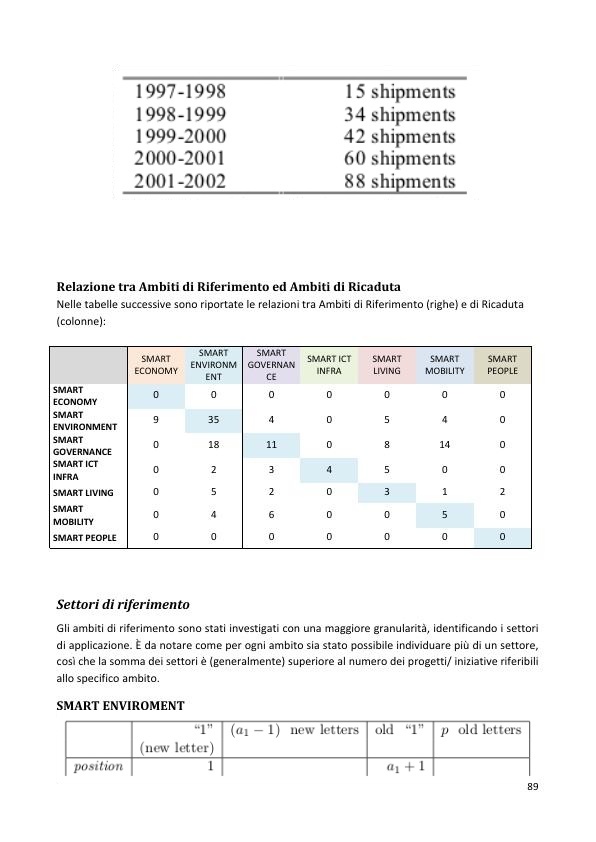 1997-1998 15 shipments
1998-1999 34 shipments
1999-2000 42 shipments
2000-2001 60 shipments
2001-2002 88 shipments
Relazione tra Ambiti di Riferimento ed Ambiti di Ricaduta
Nelle tabelle successive sono riportate le relazioni tra Ambiti di Riferimento (righe) e di Ricaduta
(colonne):
SMART ECONOMY SMART ENVIRONM ENT SMART GOVERNAN CE SMART ICT INFRA SMART LIVING SMART MOBILITY SMART PEOPLE
SMART ECONOMY 0 0 0 0 0 0 0
SMART ENVIRONMENT 9 35 4 0 5 4 0
SMART GOVERNANCE 0 18 11 0 8 14 0
SMART ICT INFRA 0 2 3 4 5 0 0
SMART LIVING 0 5 2 0 3 1 2
SMART MOBILITY 0 4 6 0 0 5 0
SMART PEOPLE 0 0 0 0 0 0 0
Settori di riferimento
Gli ambiti di riferimento sono stati investigati con una maggiore granularità, identificando i settori
di applicazione. È da notare come per ogni ambito sia stato possibile individuare più di un settore,
così che la somma dei settori è (generalmente) superiore al numero dei progetti/ iniziative riferibili
allo specifico ambito.
SMART ENVIROMENT
"1" (a₁ − 1) new letters old "1" p old letters
(new letter)
position 1 a₁ + 1
89